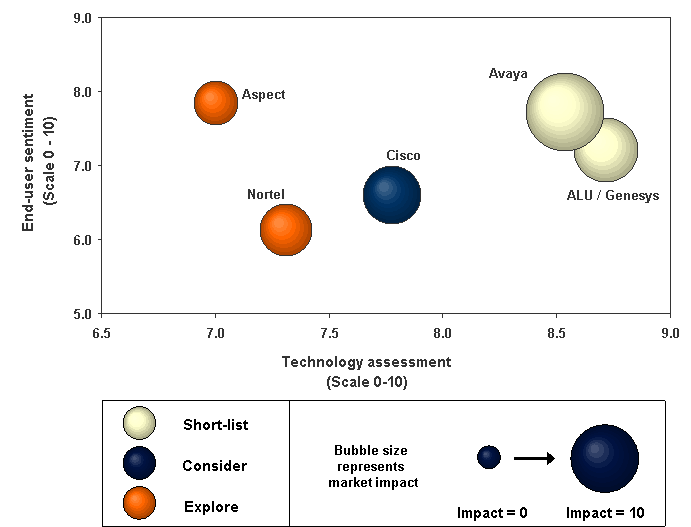 End-user sentiment
(Scale 0 - 10)
9.0
8.0
7.0
6.0
5.0
Avaya
Aspect
Cisco
Nortel
ALU / Genesys
6.5 7.0 7.5 8.0 8.5 9.0
Technology assessment
(Scale 0-10)
Short-list
Consider
Explore
Bubble size
represents
market impact
Impact = 0
Impact = 10